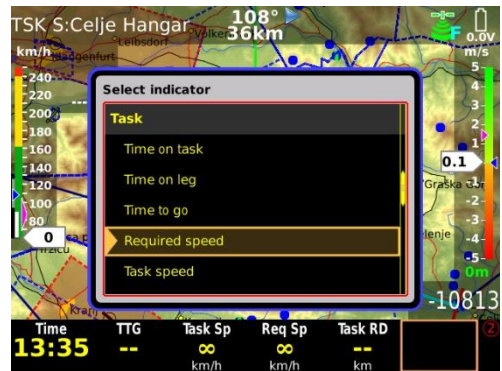 TSK S:Celje Hangar
108°
36km
0.0V
km/h
m/s
Leibsdorf
Klangenfurt
240
220
200
180
160
140
120
100
80
0
5
4
3
2
1
0.1
-1
-2
-3
-4
-5
0m
-10813
Select indicator
Task
Time on task
Time on leg
Time to go
Required speed
Task speed
Kranj
Time TTG Task Sp Req Sp Task RD
13:35 -- ∞ ∞ --
km/h km/h km
2